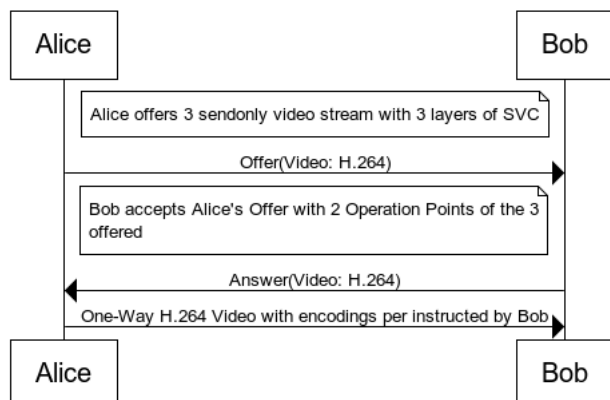 Alice Bob
Alice offers 3 sendonly video stream with 3 layers of SVC
Offer(Video: H.264)
Bob accepts Alice's Offer with 2 Operation Points of the 3
offered
Answer(Video: H.264)
One-Way H.264 Video with encodings per instructed by Bob
Alice Bob